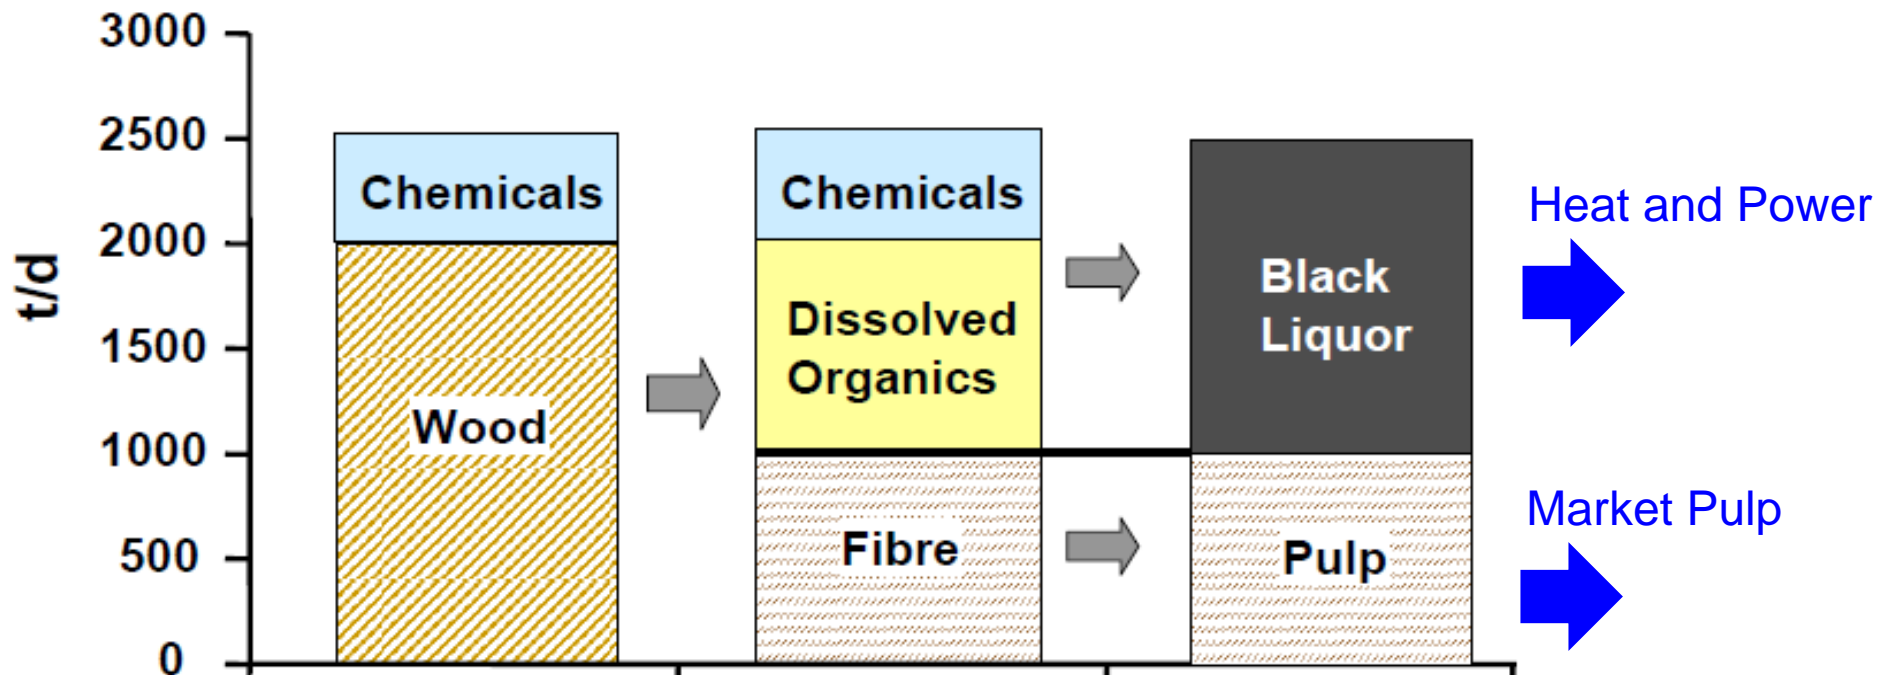 3000
2500
2000
1500
1000
500
0
t/d
Chemicals
Wood
Chemicals
Dissolved
Organics
Fibre
Black
Liquor
Pulp
Heat and Power
Market Pulp